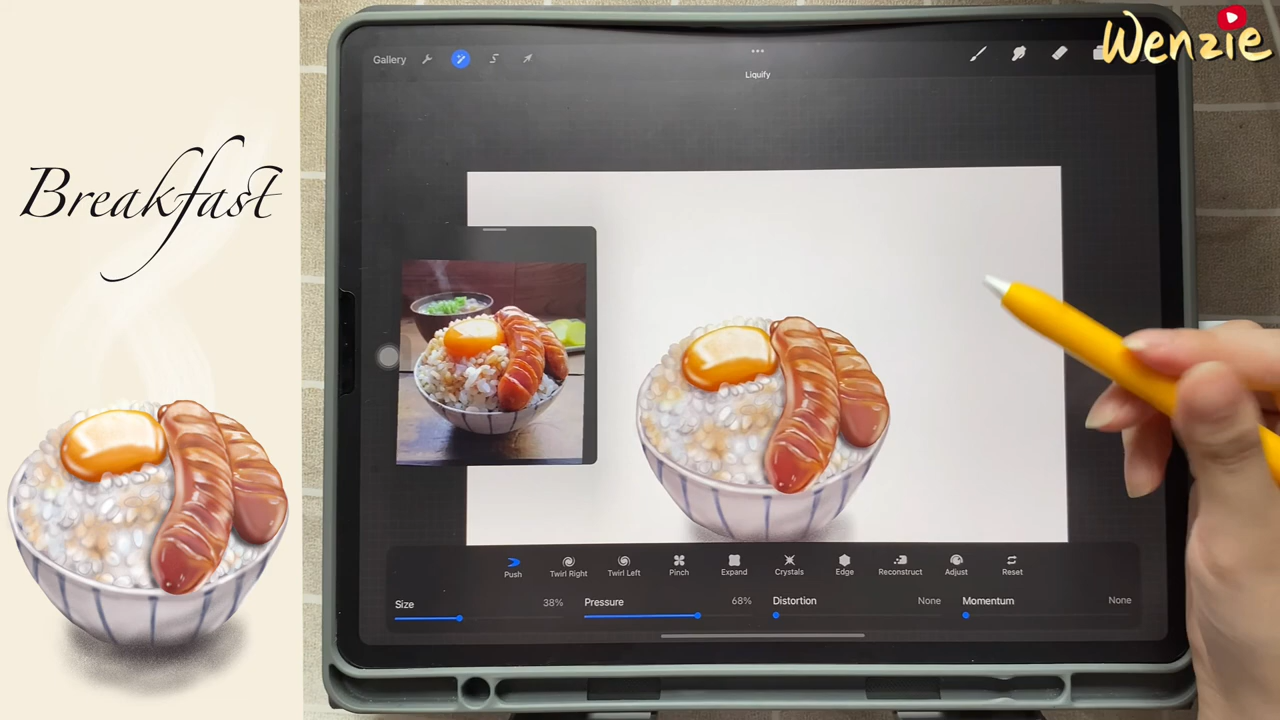 Wenzie
Gallery
Liquify
Breakfast
Push
Twirl Right
Twirl Left
Pinch
Expand
Crystals
Edge
Reconstruct
Adjust
Reset
Size 38%
Pressure 68%
Distortion None
Momentum None